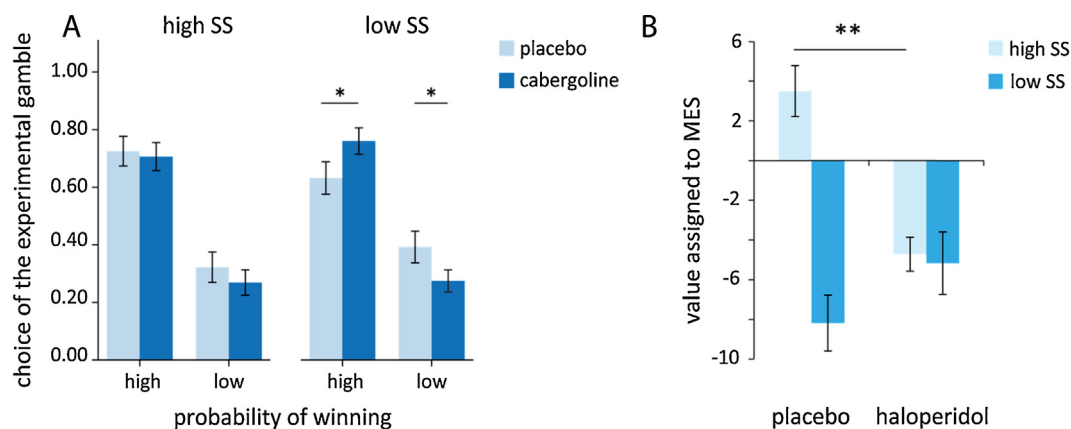 A
high SS
low SS
placebo
cabergoline
choice of the experimental gamble
1.00
0.80
0.60
0.40
0.20
0.00
*
*
high
low
high
low
probability of winning
B
**
high SS
low SS
value assigned to MES
6
2
-2
-6
-10
placebo
haloperidol